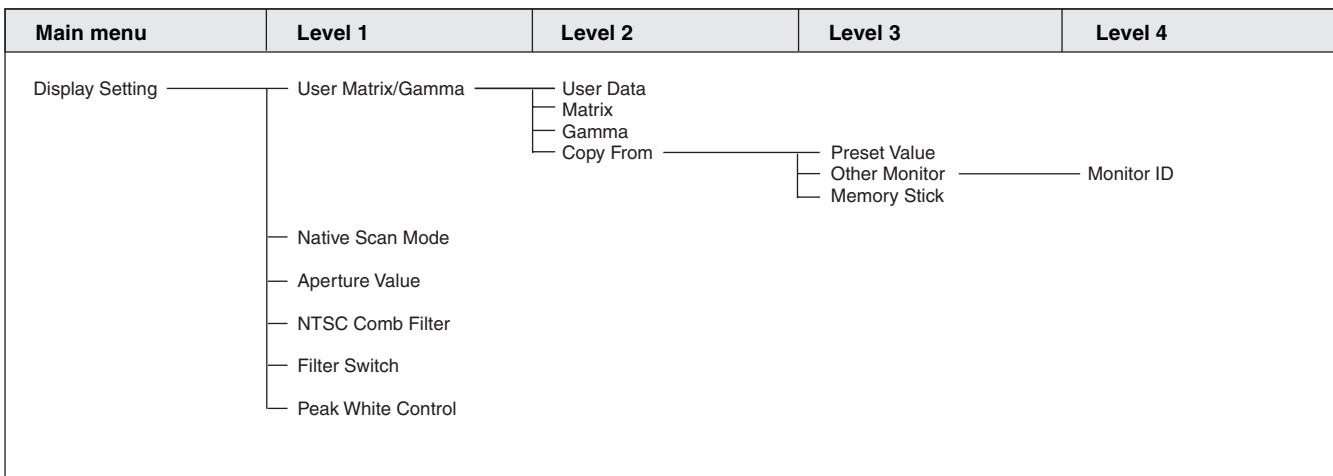 Main menu Level 1 Level 2 Level 3 Level 4
Display Setting User Matrix/Gamma User Data
Matrix
Gamma
Copy From Preset Value
Other Monitor Monitor ID
Memory Stick
Native Scan Mode
Aperture Value
NTSC Comb Filter
Filter Switch
Peak White Control